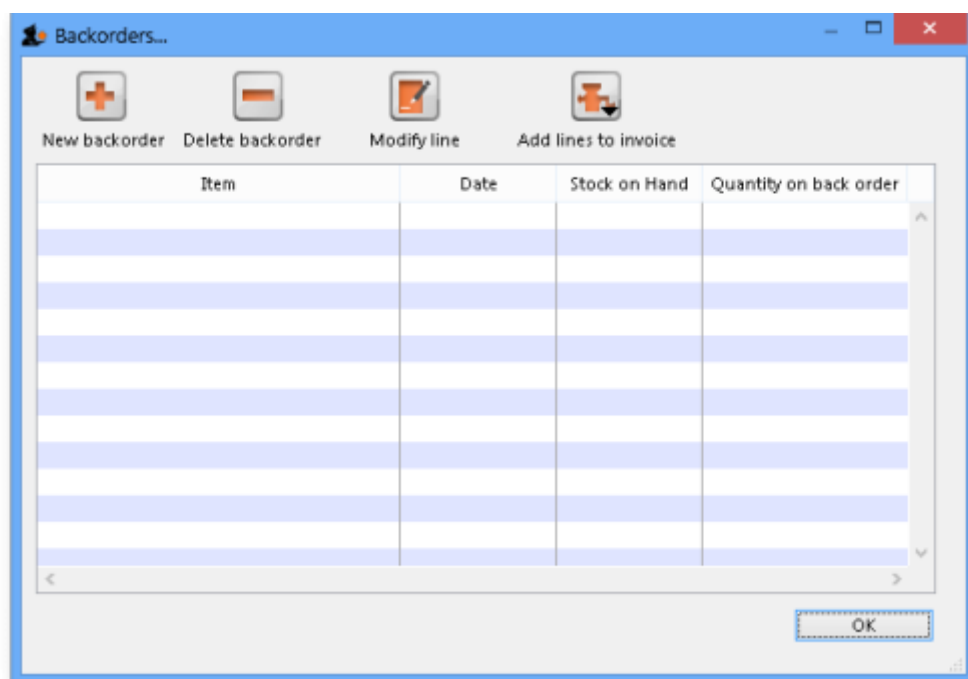 Backorders...
New backorder Delete backorder Modify line Add lines to invoice
Item Date Stock on Hand Quantity on back order
OK